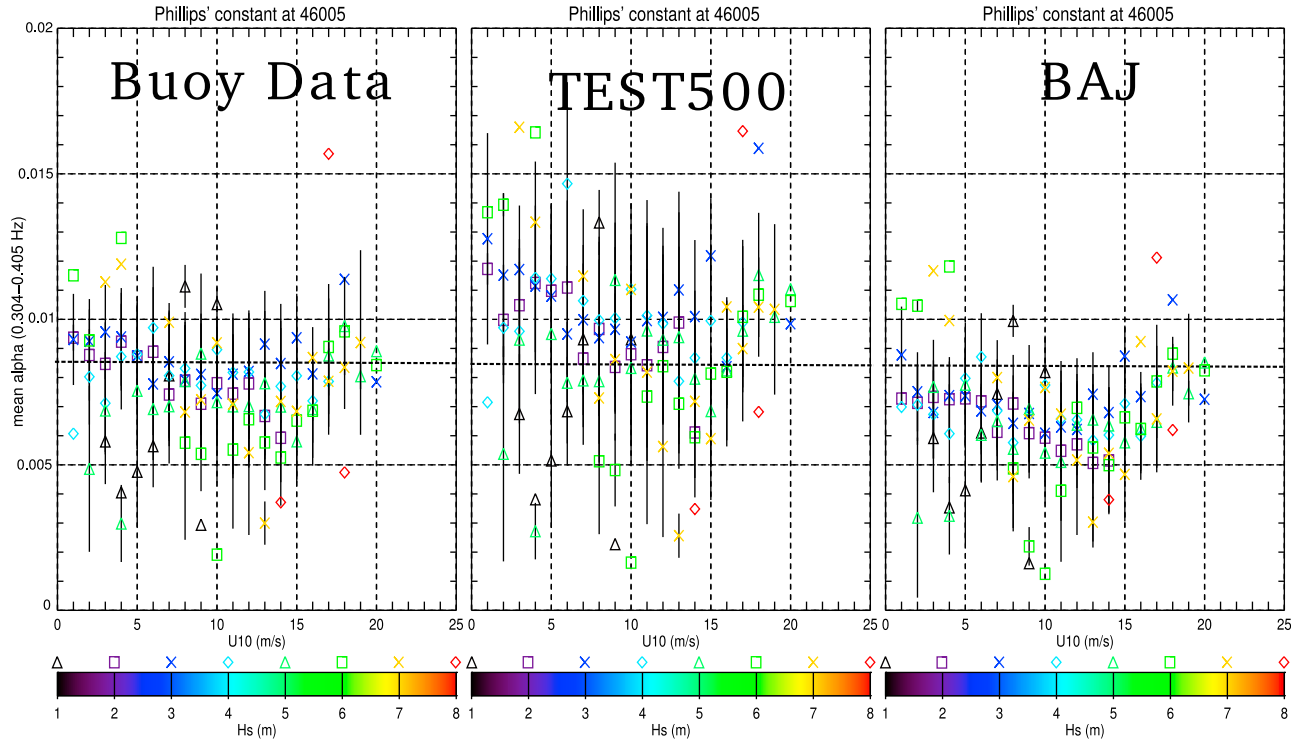 Phillips' constant at 46005 Phillips' constant at 46005 Phillips' constant at 46005
0.02
Buoy Data TEST500 BAJ
0.015
mean alpha (0.304–0.405 Hz)
0.01
0.005
0
0 5 10 15 20 25 0 5 10 15 20 25 0 5 10 15 20 25
U10 (m/s) U10 (m/s) U10 (m/s)
1 2 3 4 5 6 7 8 1 2 3 4 5 6 7 8 1 2 3 4 5 6 7 8
Hs (m) Hs (m) Hs (m)